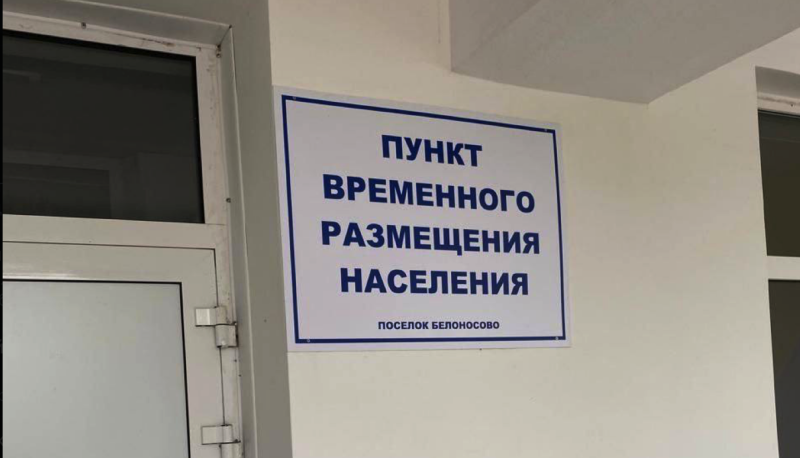 ПУНКТ
ВРЕМЕННОГО
РАЗМЕЩЕНИЯ
НАСЕЛЕНИЯ
ПОСЕЛОК БЕЛОНОСОВО